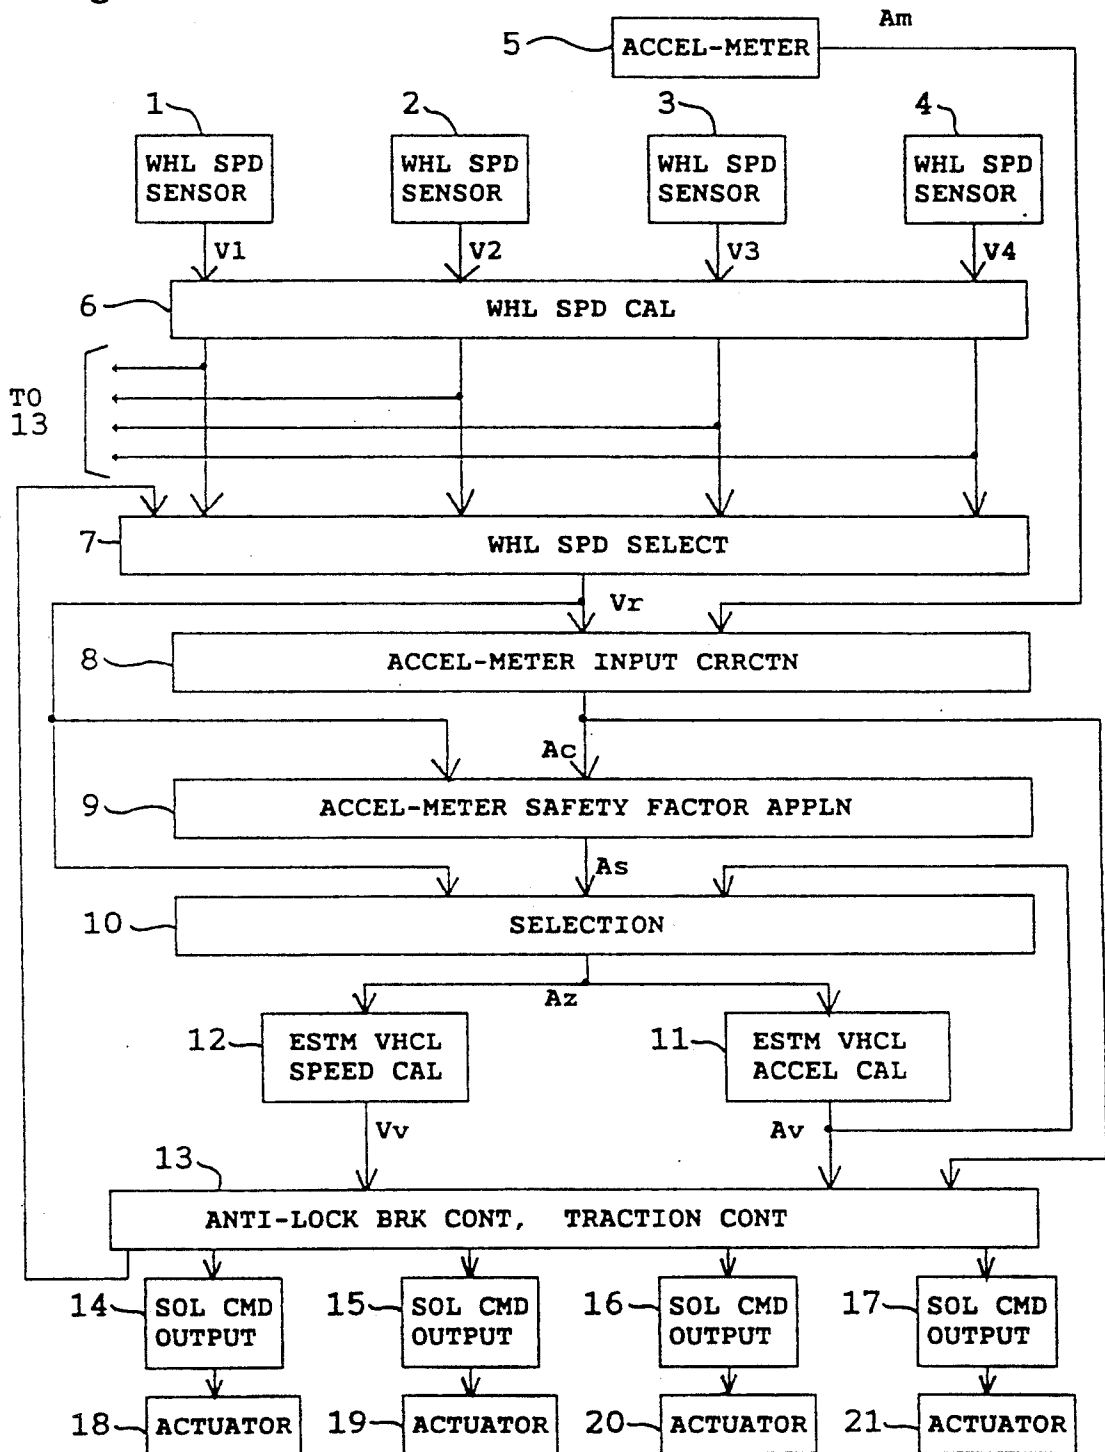 Am
5 ACCEL-METER
1 2 3 4
WHL SPD SENSOR
WHL SPD SENSOR
WHL SPD SENSOR
WHL SPD SENSOR
V1 V2 V3 V4
6 WHL SPD CAL
TO 13
7 WHL SPD SELECT
Vr
8 ACCEL-METER INPUT CRRCTN
Ac
9 ACCEL-METER SAFETY FACTOR APPLN
As
10 SELECTION
Az
12 ESTM VHCL SPEED CAL
11 ESTM VHCL ACCEL CAL
Vv Av
13
ANTI-LOCK BRK CONT, TRACTION CONT
14 SOL CMD OUTPUT
15 SOL CMD OUTPUT
16 SOL CMD OUTPUT
17 SOL CMD OUTPUT
18 ACTUATOR
19 ACTUATOR
20 ACTUATOR
21 ACTUATOR